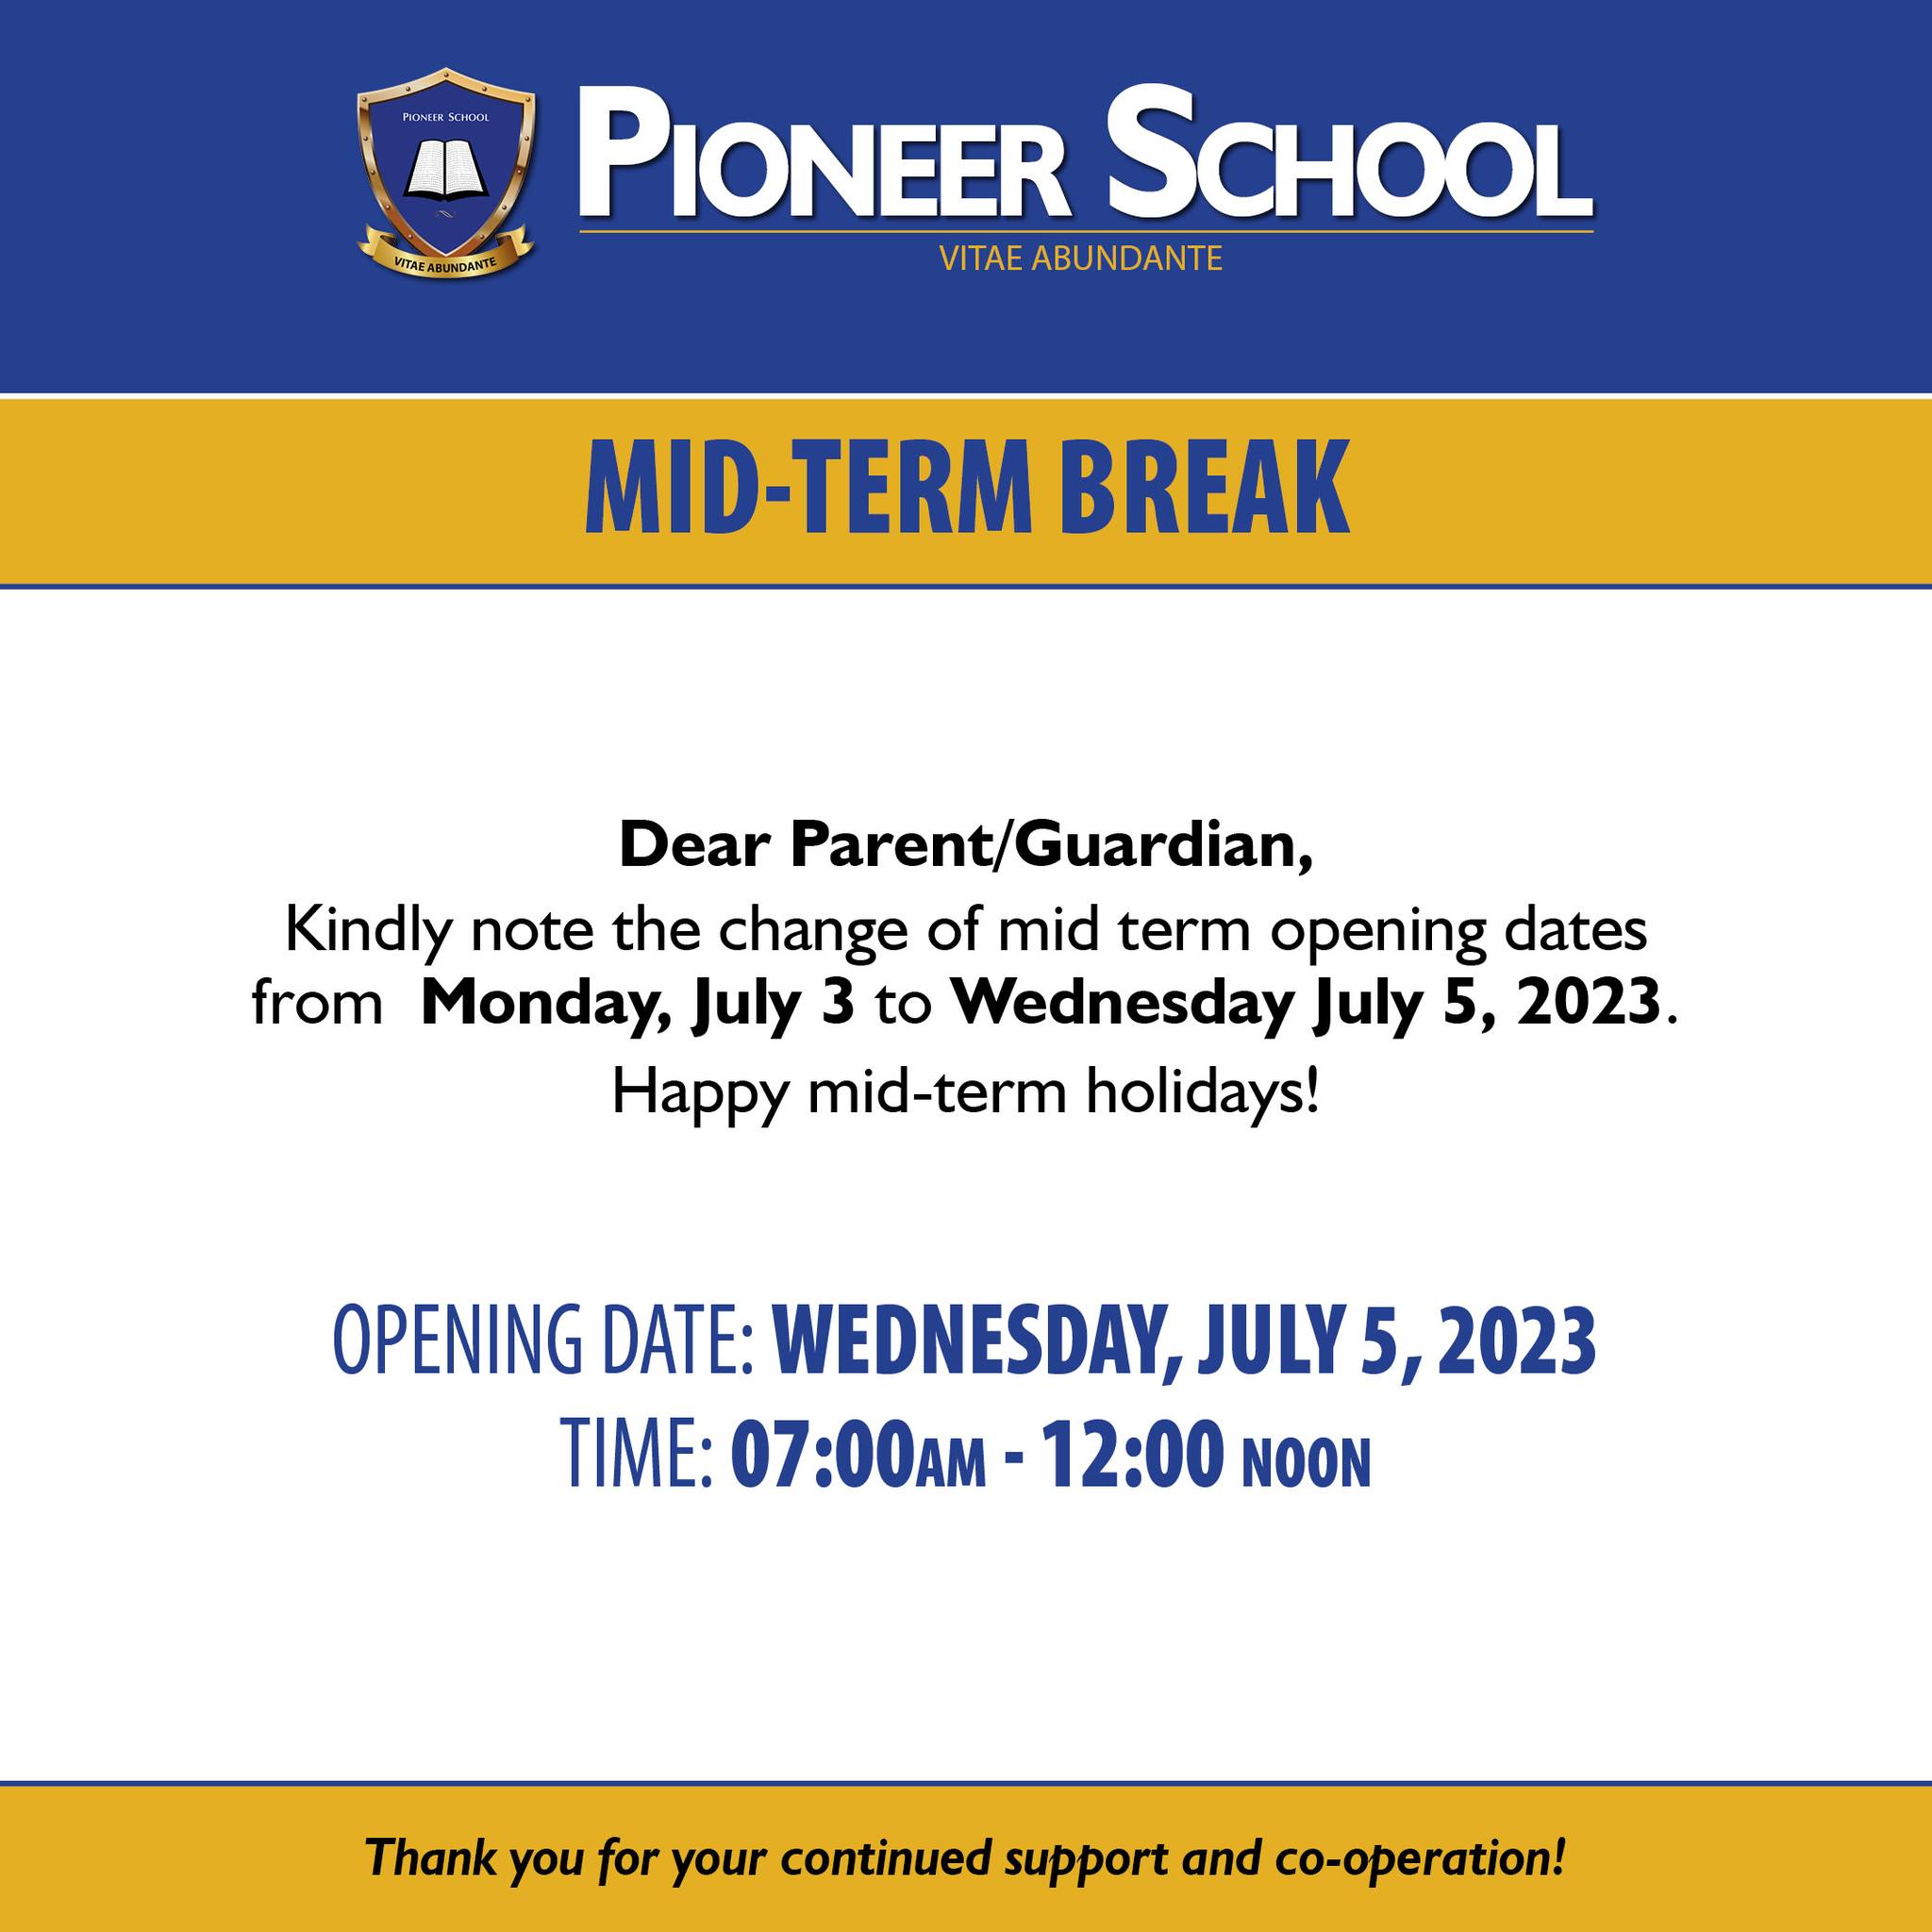 PIONEER SCHOOL
VITAE ABUNDANTE
PIONEER SCHOOL
VITAE ABUNDANTE
MID-TERM BREAK
Dear Parent/Guardian,
Kindly note the change of mid term opening dates
from Monday, July 3 to Wednesday July 5, 2023.
Happy mid-term holidays!
OPENING DATE: WEDNESDAY, JULY 5, 2023
TIME: 07:00AM - 12:00 NOON
Thank you for your continued support and co-operation!